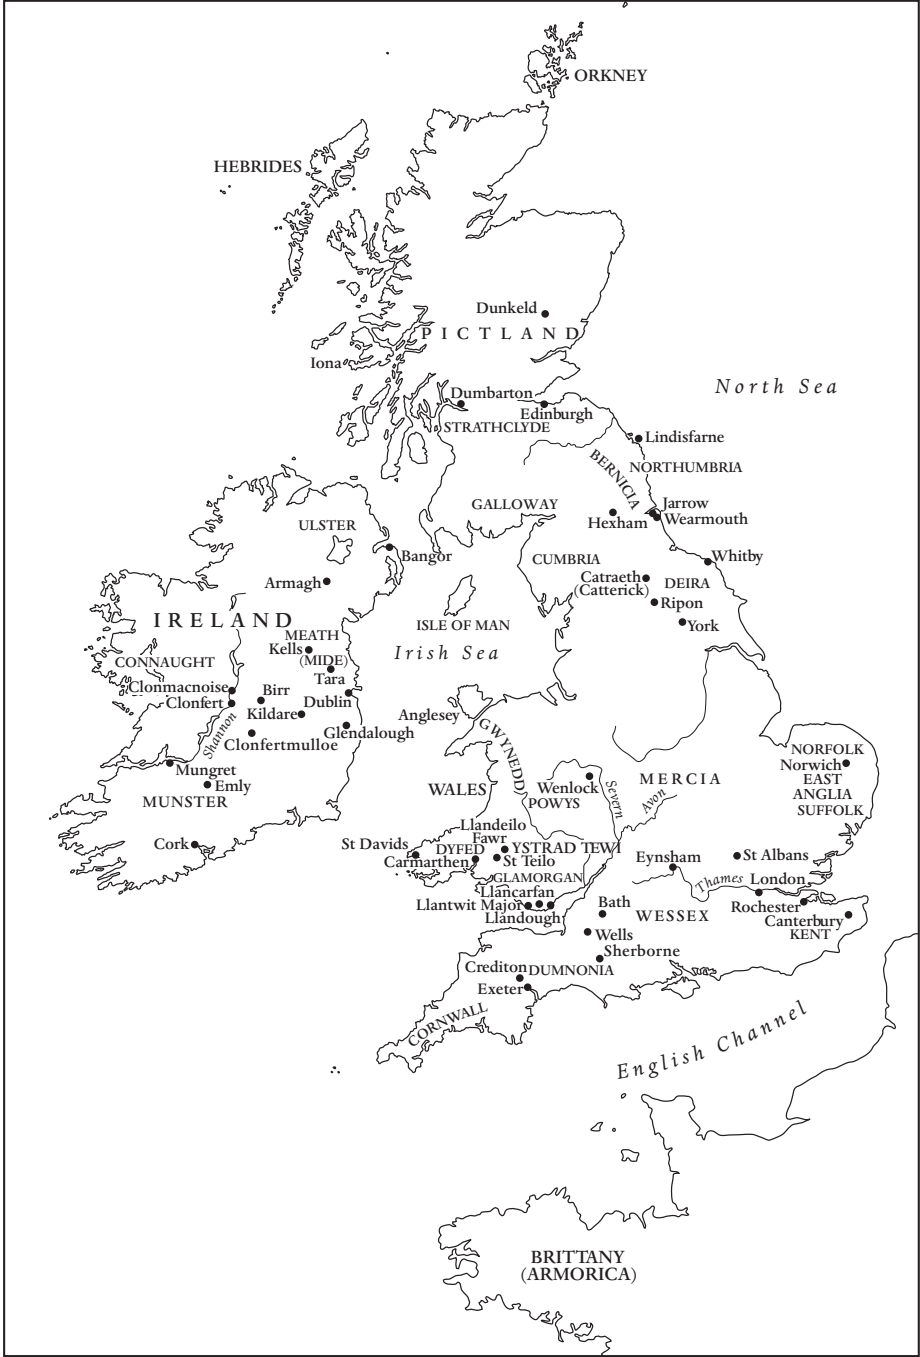 ORKNEY
HEBRIDES
Dunkeld
PICTLAND
Iona
North Sea
Dumbarton
Edinburgh
STRATHCLYDE
Lindisfarne
BERNICIA
NORTHUMBRIA
GALLOWAY
Jarrow
Hexham
Wearmouth
ULSTER
Bangor
CUMBRIA
Whitby
Armagh
Catraeth
(Catterick)
DEIRA
Ripon
IRELAND
ISLE OF MAN
York
MEATH
Kells
(MIDE)
Irish Sea
CONNAUGHT
Tara
Clonmacnoise
Birr
Clonfert
Dublin
Kildare
Anglesey
Shannon
Glendalough
Clonfertmulloe
GWYNEDD
NORFOLK
Norwich
Mungret
EAST
ANGLIA
Emly
WALES
Wenlock
Severn
MERCIA
MUNSTER
POWYS
Avon
SUFFOLK
Llandeilo
Fawr
Cork
St Davids
DYFED
YSTRAD TEWI
Carmarthen
St Teilo
Eynsham
St Albans
GLAMORGAN
Thames
London
Llancarfan
Llantwit Major
Bath
Rochester
Llandough
WESSEX
Canterbury
Wells
KENT
Sherborne
Crediton
DUMNONIA
Exeter
CORNWALL
English Channel
BRITTANY
(ARMORICA)